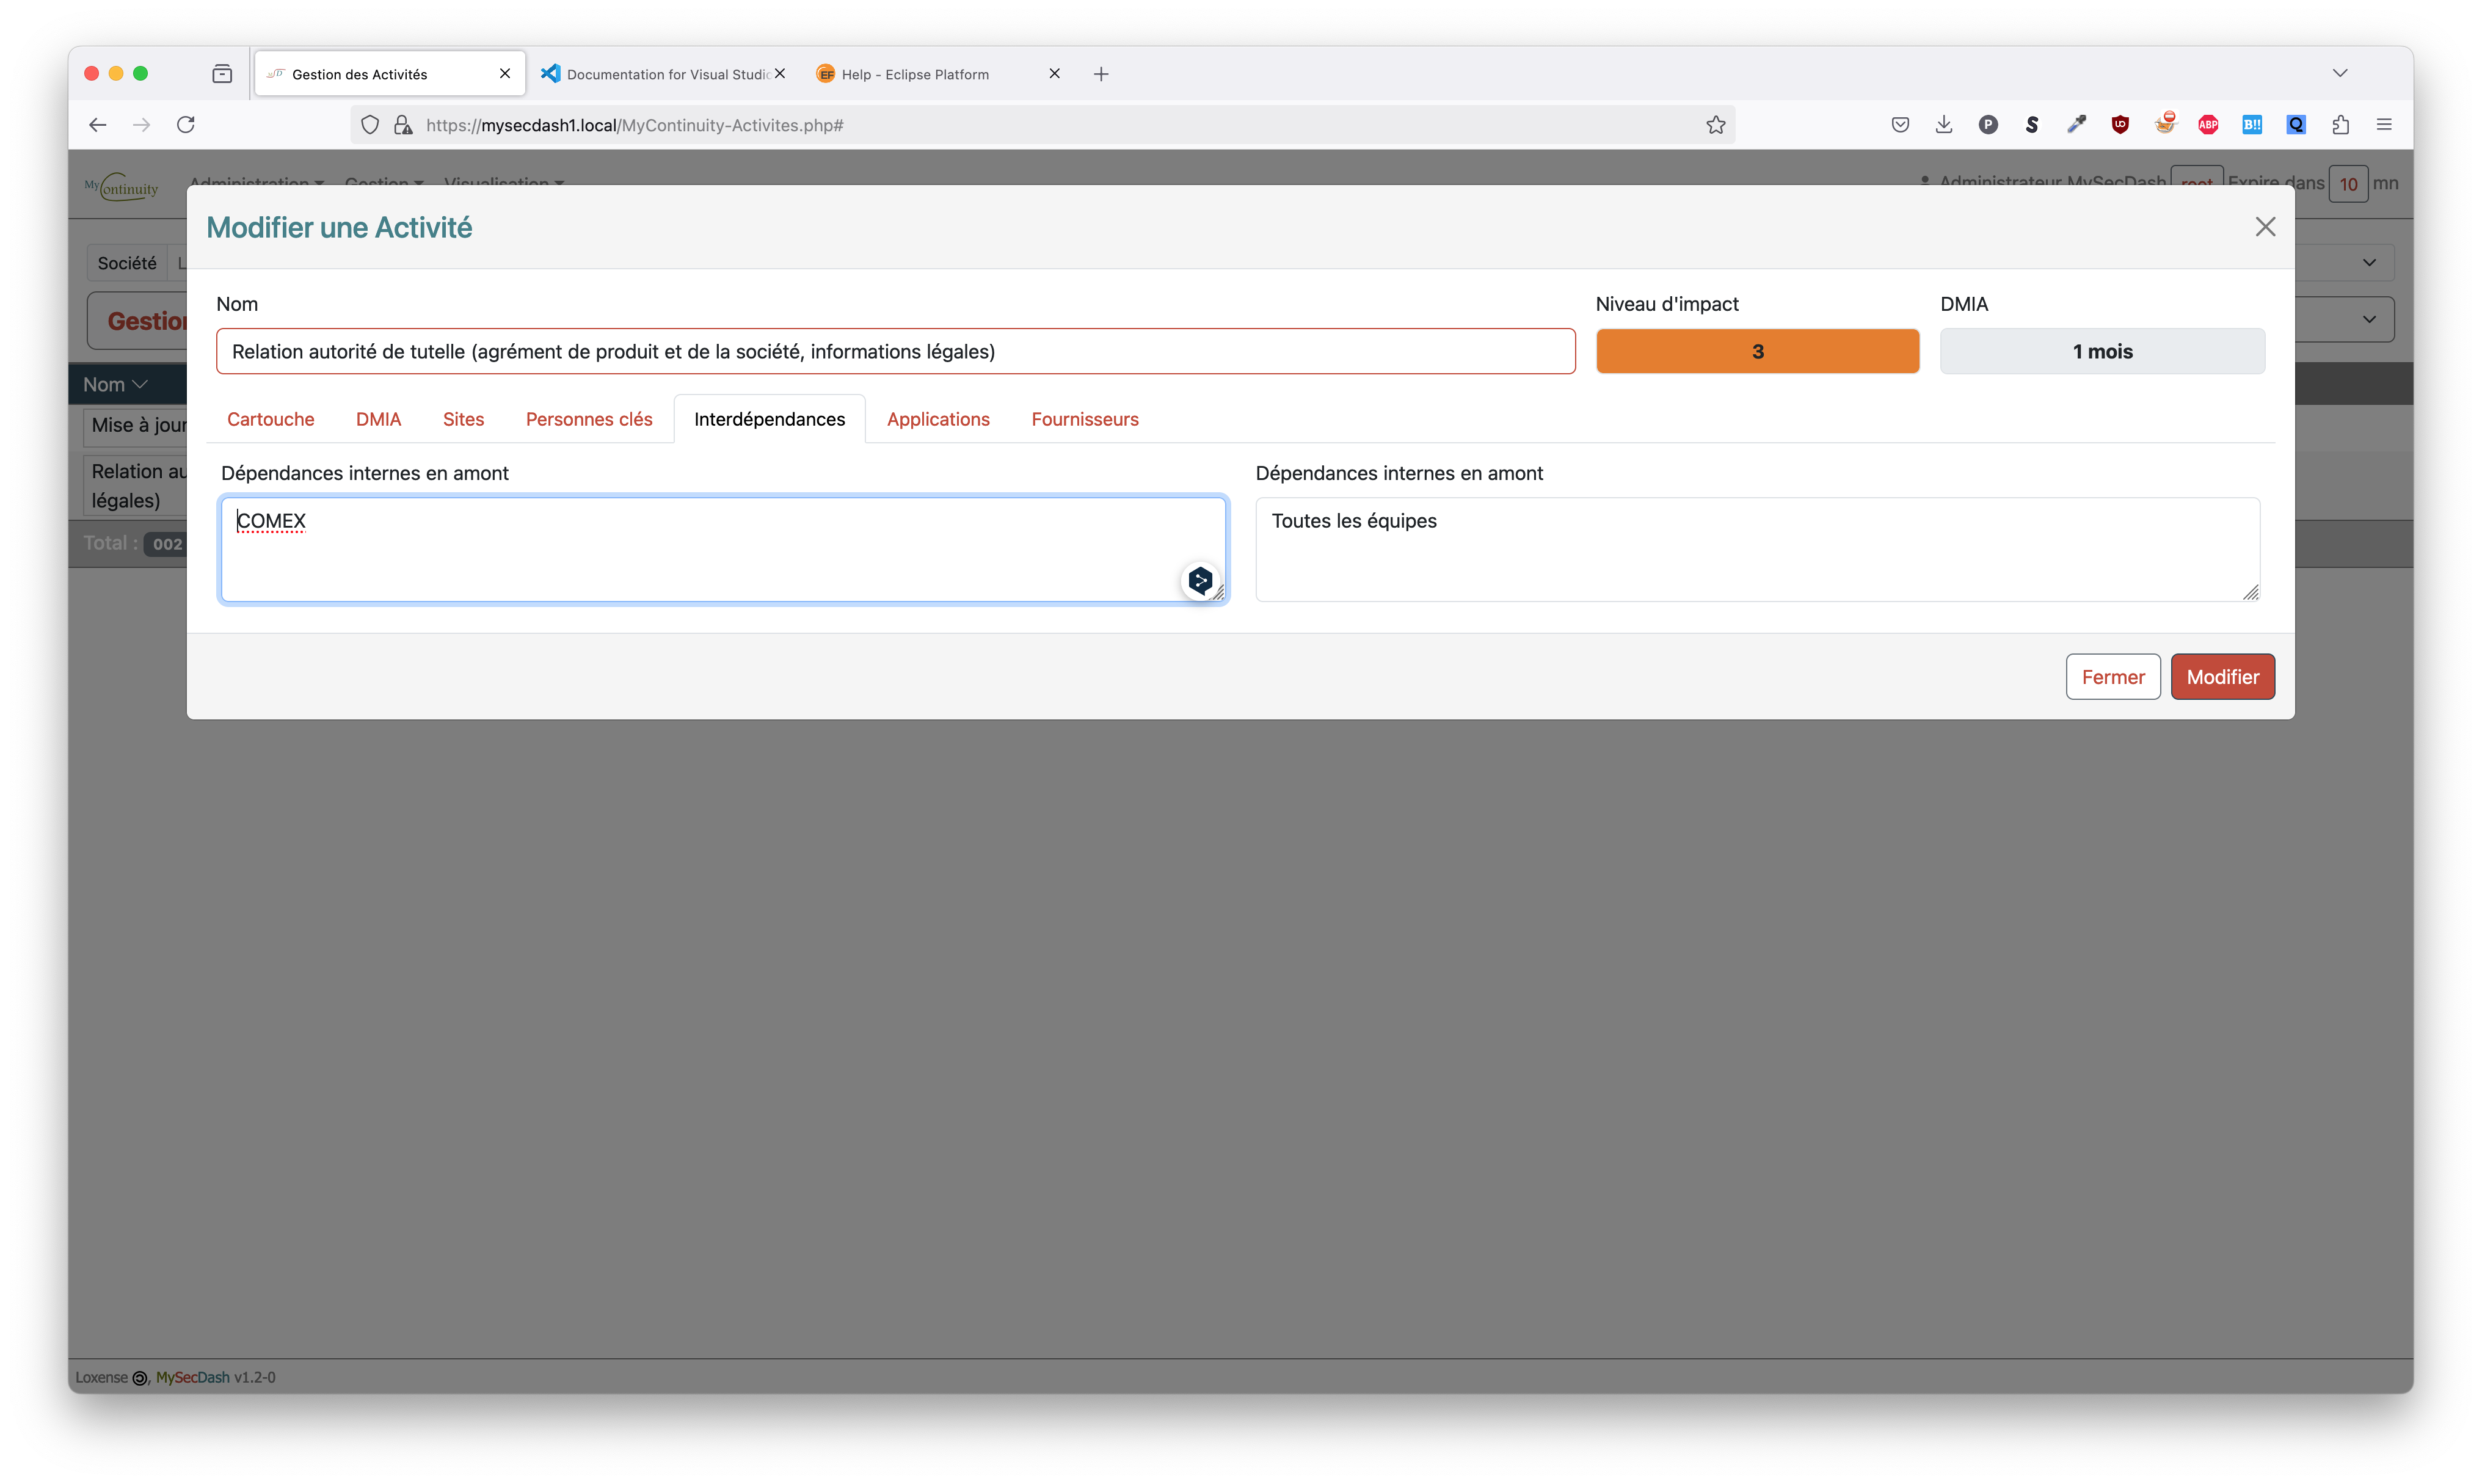 Gestion des Activités
Documentation for Visual Studio
Help - Eclipse Platform
https://mysecdash1.local/MyContinuity-Activites.php#
My Continuity
Administration Gestion Visualisation
Administrateur MySecDash root Expire dans 10 mn
Modifier une Activité
Société
Gestion
Nom
Niveau d'impact
DMIA
Relation autorité de tutelle (agrément de produit et de la société, informations légales)
3
1 mois
Nom
Mise à jour
Cartouche
DMIA
Sites
Personnes clés
Interdépendances
Applications
Fournisseurs
Relation au
légales)
Dépendances internes en amont
Dépendances internes en amont
COMEX
Toutes les équipes
Total : 002
Fermer
Modifier
Loxense, MySecDash v1.2-0